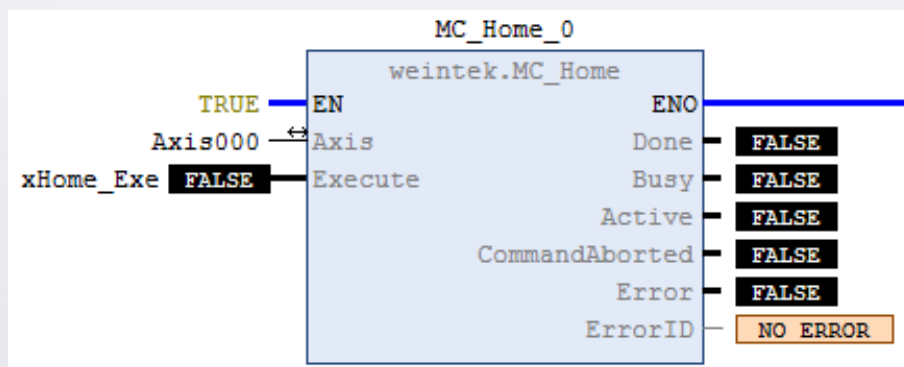 MC_Home_0
weintek.MC_Home
TRUE EN ENO
Axis000 Axis Done FALSE
xHome_Exe FALSE Execute Busy FALSE
Active FALSE
CommandAborted FALSE
Error FALSE
ErrorID NO ERROR